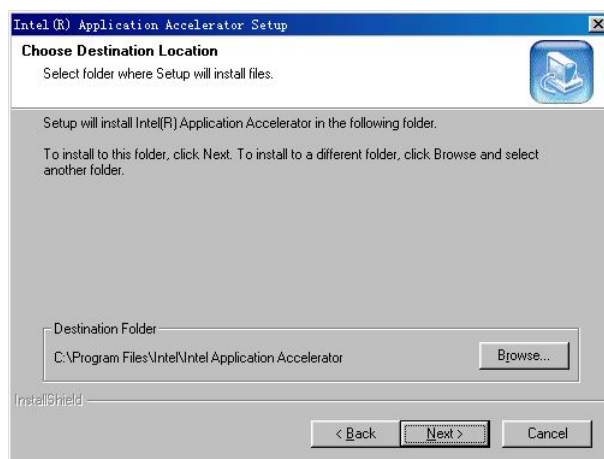 Intel(R) Application Accelerator Setup
Choose Destination Location
Select folder where Setup will install files.
Setup will install Intel(R) Application Accelerator in the following folder.
To install to this folder, click Next. To install to a different folder, click Browse and select
another folder.
Destination Folder
C:\Program Files\Intel\Intel Application Accelerator
Browse...
InstallShield
< Back
Next >
Cancel